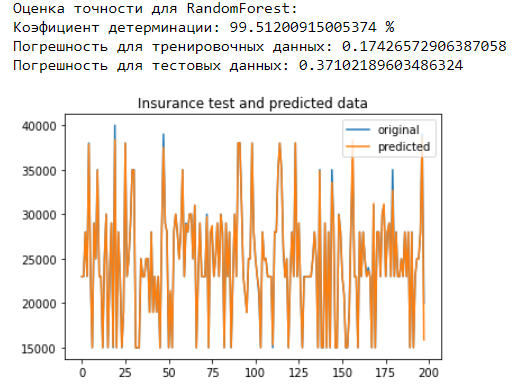 Оценка точности для RandomForest:
Коэфициент детерминации: 99.51200915005374 %
Погрешность для тренировочных данных: 0.17426572906387058
Погрешность для тестовых данных: 0.37102189603486324
Insurance test and predicted data
original
predicted
40000
35000
30000
25000
20000
15000
0 25 50 75 100 125 150 175 200